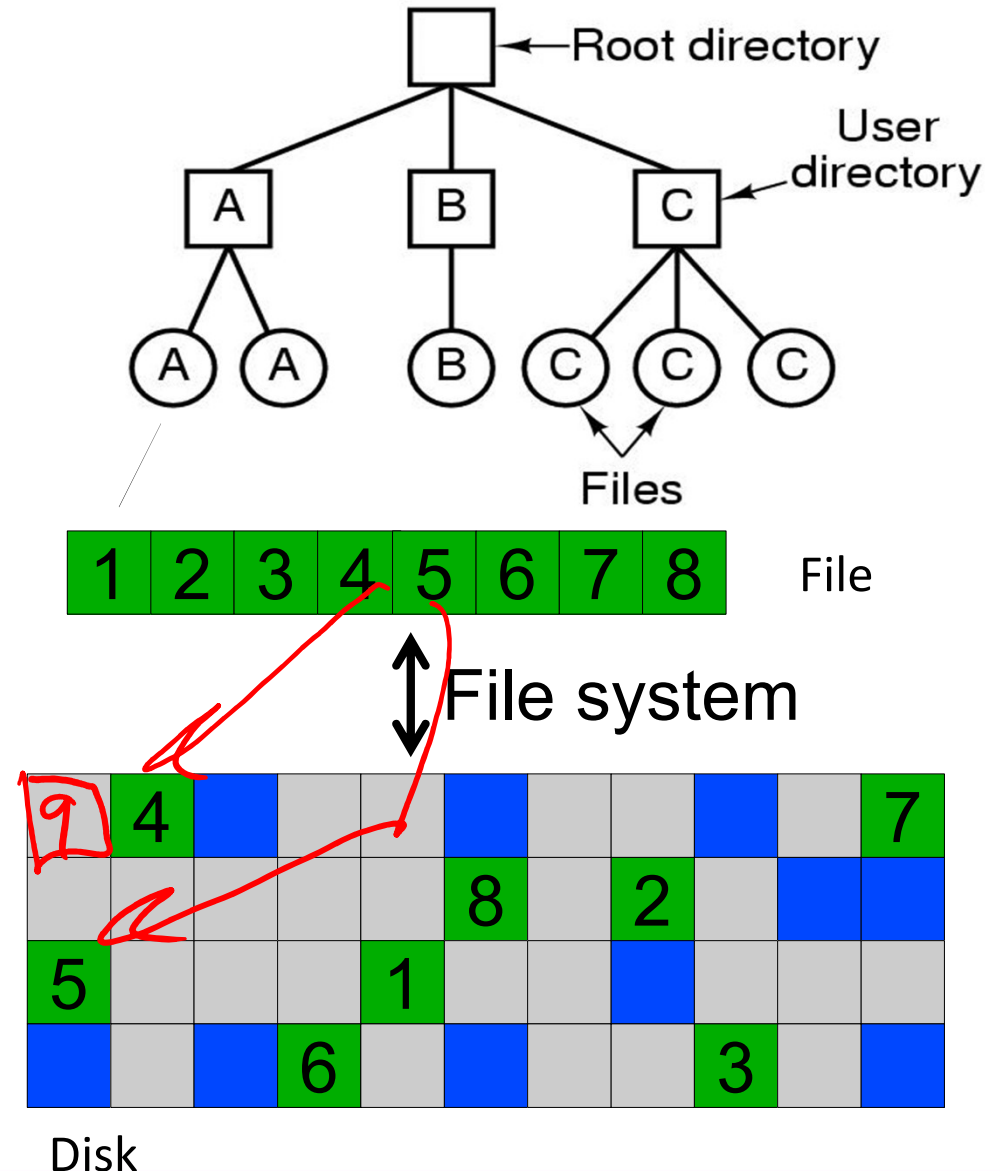 Root directory
User
directory
A B C
A A B C C C
Files
1 2 3 4 5 6 7 8 File
File system
9 4 7
8 2
5 1
6 3
Disk